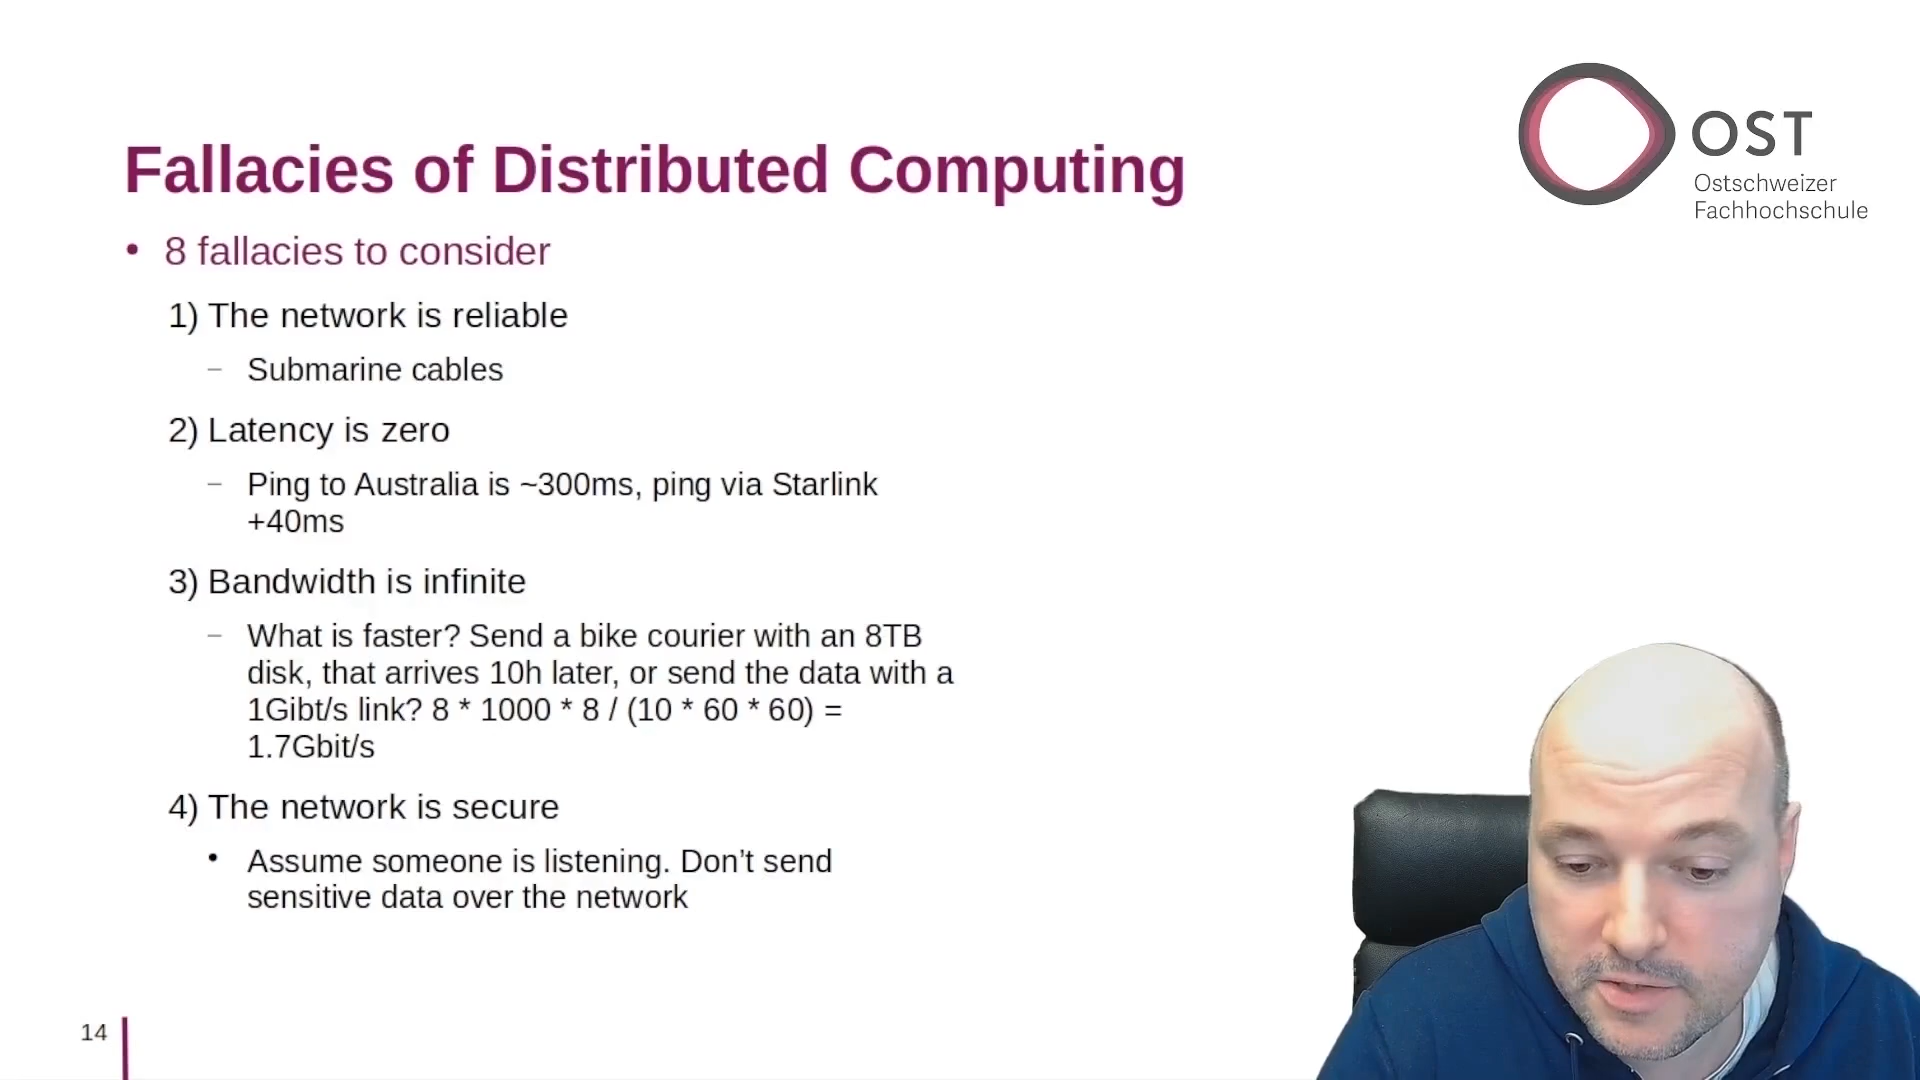 OST
Ostschweizer
Fachhochschule
Fallacies of Distributed Computing
• 8 fallacies to consider
1) The network is reliable
– Submarine cables
2) Latency is zero
– Ping to Australia is ~300ms, ping via Starlink
+40ms
3) Bandwidth is infinite
– What is faster? Send a bike courier with an 8TB
disk, that arrives 10h later, or send the data with a
1Gibt/s link? 8 * 1000 * 8 / (10 * 60 * 60) =
1.7Gbit/s
4) The network is secure
• Assume someone is listening. Don’t send
sensitive data over the network
14